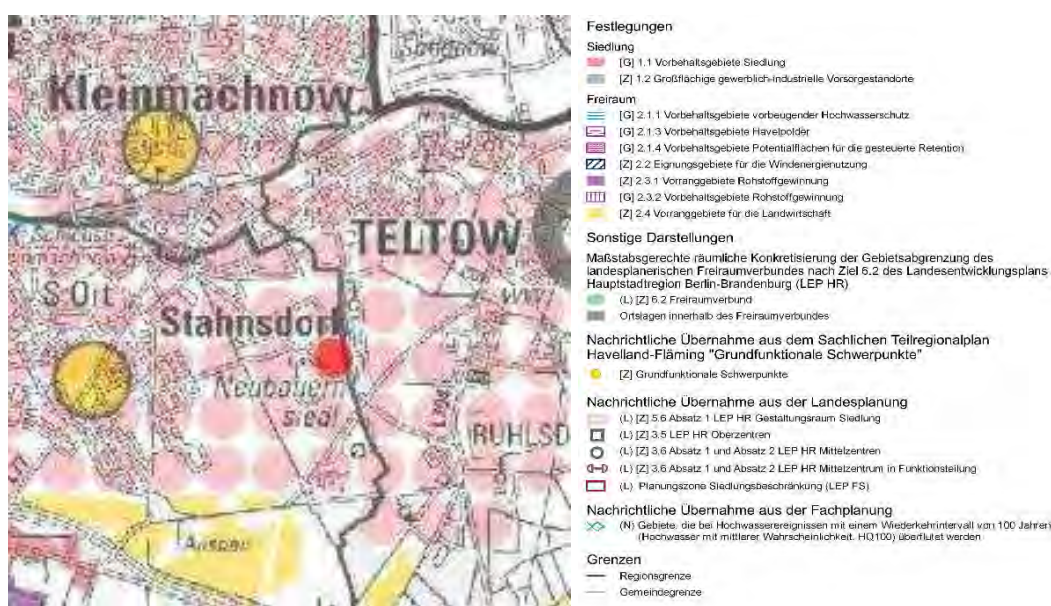 Kleinmachnow
TELTOW
S.Ort
Stahnsdorf
Neubauern
siedl
RUHLSD
Festlegungen
Siedlung
[G] 1.1 Vorbehaltsgebiete Siedlung
[Z] 1.2 Großflächige gewerblich-industrielle Vorsorgestandorte
Freiraum
[G] 2.1.1 Vorbehaltsgebiete vorbeugender Hochwasserschutz
[G] 2.1.3 Vorbehaltsgebiete Havelpolder
[G] 2.1.4 Vorbehaltsgebiete Potentialflächen für die gesteuerte Retention
[Z] 2.2 Eignungsgebiete für die Windenergienutzung
[Z] 2.3.1 Vorranggebiete Rohstoffgewinnung
[G] 2.3.2 Vorbehaltsgebiete Rohstoffgewinnung
[Z] 2.4 Vorranggebiete für die Landwirtschaft
Sonstige Darstellungen
Maßstabsgerechte räumliche Konkretisierung der Gebietsabgrenzung des
landesplanerischen Freiraumverbundes nach Ziel 6.2 des Landesentwicklungsplans
Hauptstadtregion Berlin-Brandenburg (LEP HR)
(L) [Z] 6.2 Freiraumverbund
Ortslagen innerhalb des Freiraumverbundes
Nachrichtliche Übernahme aus dem Sachlichen Teilregionalplan
Havelland-Fläming "Grundfunktionale Schwerpunkte"
[Z] Grundfunktionale Schwerpunkte
Nachrichtliche Übernahme aus der Landesplanung
(L) [Z] 5.6 Absatz 1 LEP HR Gestaltungsraum Siedlung
(L) [Z] 3.5 LEP HR Oberzentren
(L) [Z] 3.6 Absatz 1 und Absatz 2 LEP HR Mittelzentren
(L) [Z] 3.6 Absatz 1 und Absatz 2 LEP HR Mittelzentrum in Funktionsteilung
(L) Planungszone Siedlungsbeschränkung (LEP FS)
Nachrichtliche Übernahme aus der Fachplanung
(N) Gebiete, die bei Hochwasserereignissen mit einem Wiederkehrintervall von 100 Jahren
(Hochwasser mit mittlerer Wahrscheinlichkeit, HQ100) überflutet werden
Grenzen
Regionsgrenze
Gemeindegrenze